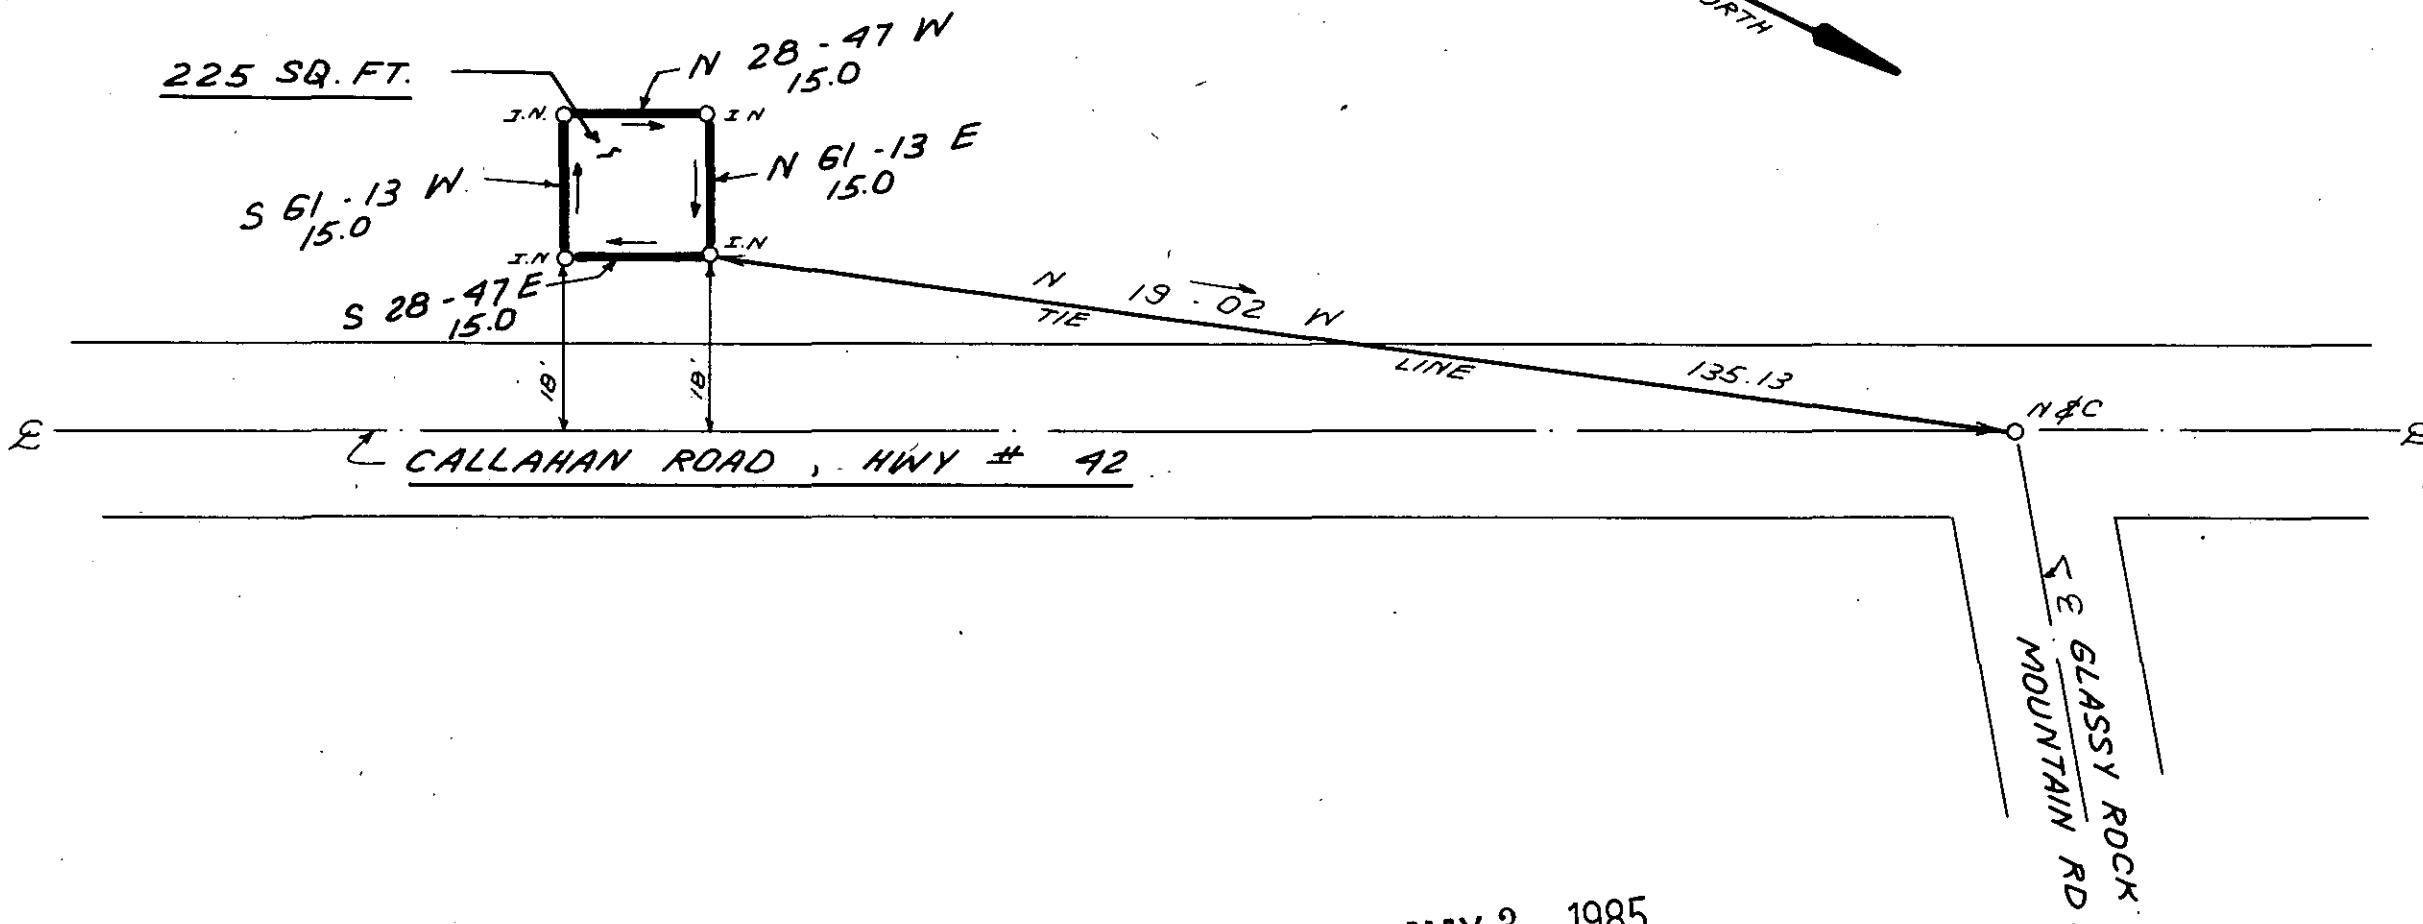 225 SQ. FT.
N 28-47 W
15.0
I.N.
I N
N 61-13 E
15.0
S 61-13 W.
15.0
I.N
I.N
S 28-47 E
15.0
N 19-02 W
TIE LINE
135.13
18'
18'
N & C
CALLAHAN ROAD, HWY # 42
GLASSY ROCK
MOUNTAIN RD
1985